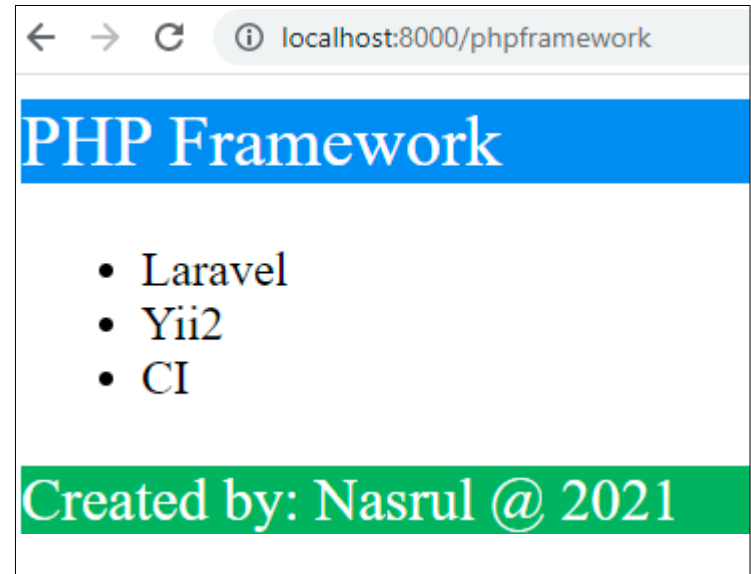 localhost:8000/phpframework
PHP Framework
Laravel
Yii2
CI
Created by: Nasrul @ 2021